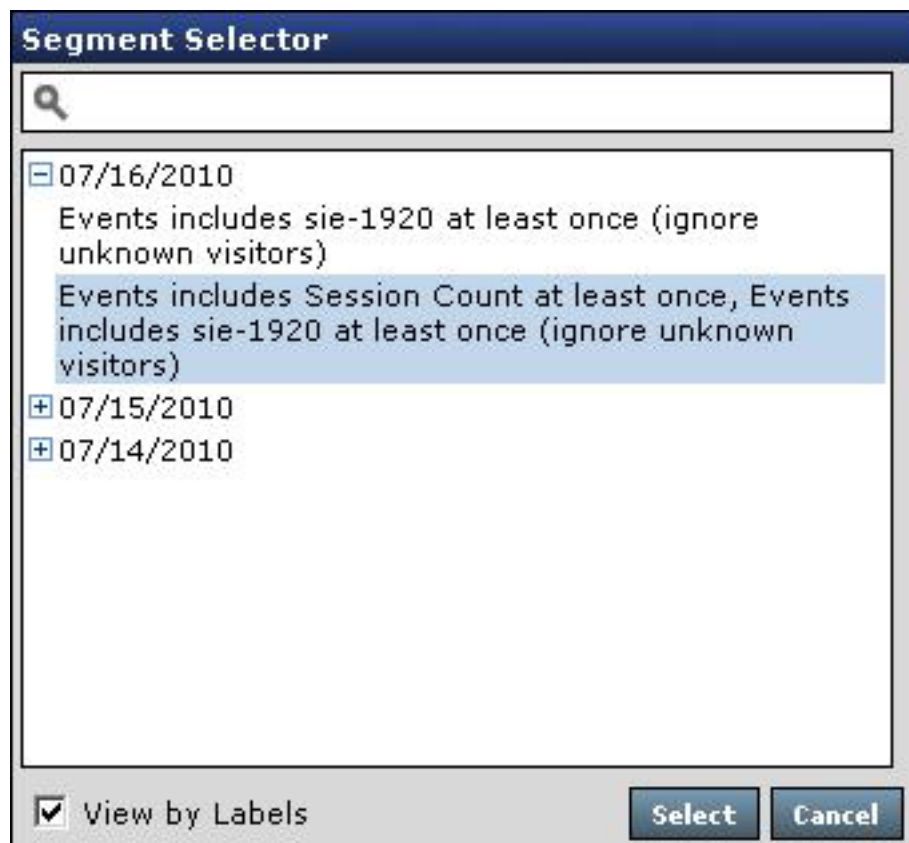 Segment Selector
07/16/2010
Events includes sie-1920 at least once (ignore
unknown visitors)
Events includes Session Count at least once, Events
includes sie-1920 at least once (ignore unknown
visitors)
07/15/2010
07/14/2010
View by Labels
Select
Cancel